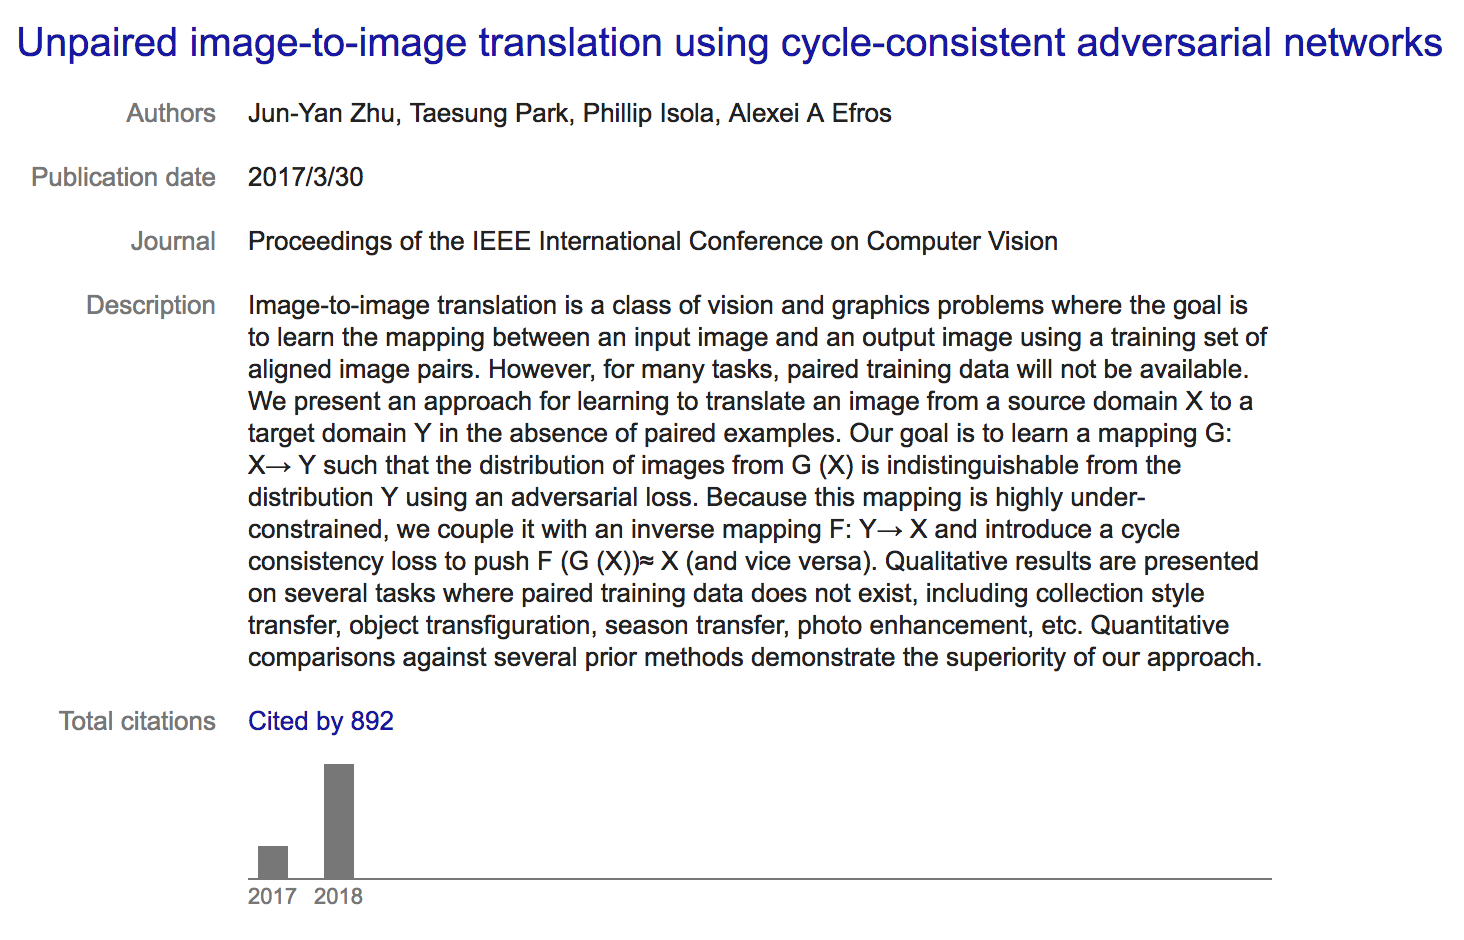 Unpaired image-to-image translation using cycle-consistent adversarial networks
Authors Jun-Yan Zhu, Taesung Park, Phillip Isola, Alexei A Efros
Publication date 2017/3/30
Journal Proceedings of the IEEE International Conference on Computer Vision
Description Image-to-image translation is a class of vision and graphics problems where the goal is
to learn the mapping between an input image and an output image using a training set of
aligned image pairs. However, for many tasks, paired training data will not be available.
We present an approach for learning to translate an image from a source domain X to a
target domain Y in the absence of paired examples. Our goal is to learn a mapping G:
X→ Y such that the distribution of images from G (X) is indistinguishable from the
distribution Y using an adversarial loss. Because this mapping is highly under-
constrained, we couple it with an inverse mapping F: Y→ X and introduce a cycle
consistency loss to push F (G (X))≈ X (and vice versa). Qualitative results are presented
on several tasks where paired training data does not exist, including collection style
transfer, object transfiguration, season transfer, photo enhancement, etc. Quantitative
comparisons against several prior methods demonstrate the superiority of our approach.
Total citations Cited by 892
2017 2018